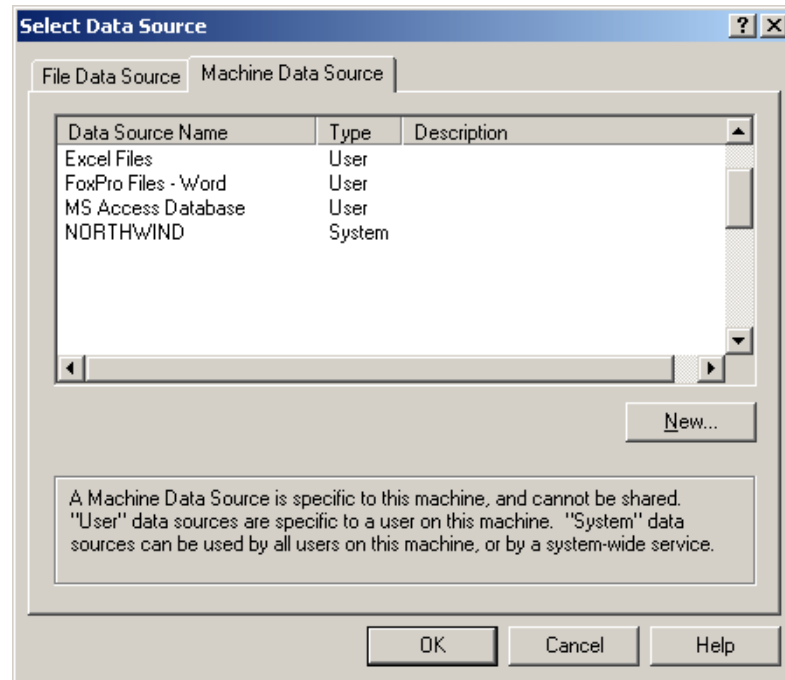 Select Data Source
File Data Source Machine Data Source
Data Source Name Type Description
Excel Files User
FoxPro Files - Word User
MS Access Database User
NORTHWIND System
New...
A Machine Data Source is specific to this machine, and cannot be shared.
"User" data sources are specific to a user on this machine.  "System" data
sources can be used by all users on this machine, or by a system-wide service.
OK Cancel Help